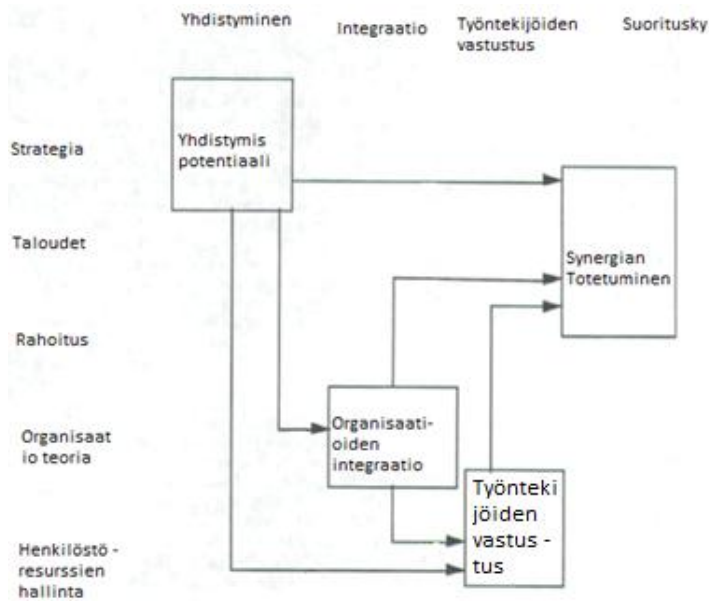 Yhdistyminen
Integraatio
Työntekijöiden
vastustus
Suoritusky
Strategia
Yhdistymis
potentiaali
Taloudet
Synergian
Totetuminen
Rahoitus
Organisaat
io teoria
Organisaati-
oiden
integraatio
Työnteki
jöiden
vastus -
tus
Henkilöstö -
resurssien
hallinta